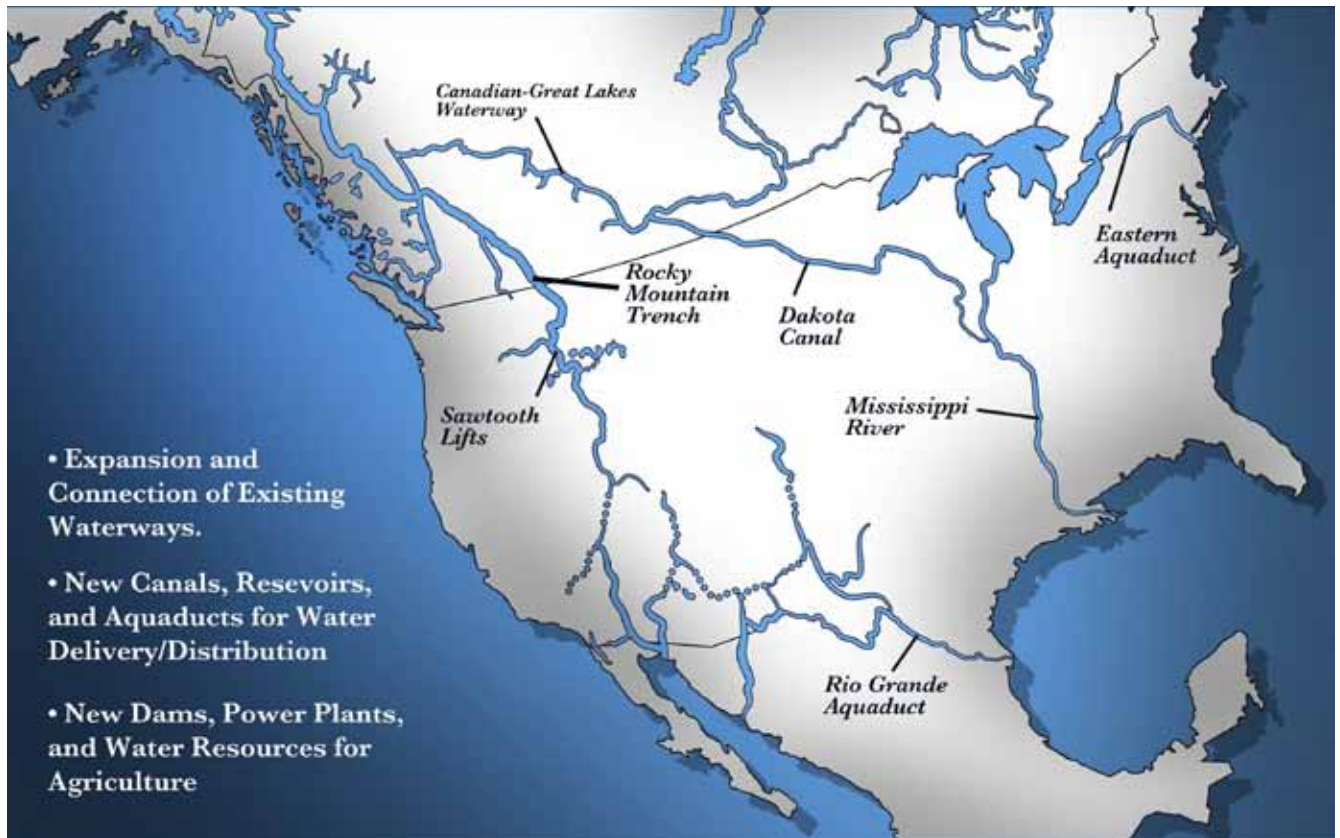 Canadian-Great Lakes
Waterway
Eastern
Aquaduct
Rocky
Mountain
Trench
Dakota
Canal
Sawtooth
Lifts
Mississippi
River
Rio Grande
Aquaduct
• Expansion and
Connection of Existing
Waterways.
• New Canals, Resevoirs,
and Aquaducts for Water
Delivery/Distribution
• New Dams, Power Plants,
and Water Resources for
Agriculture